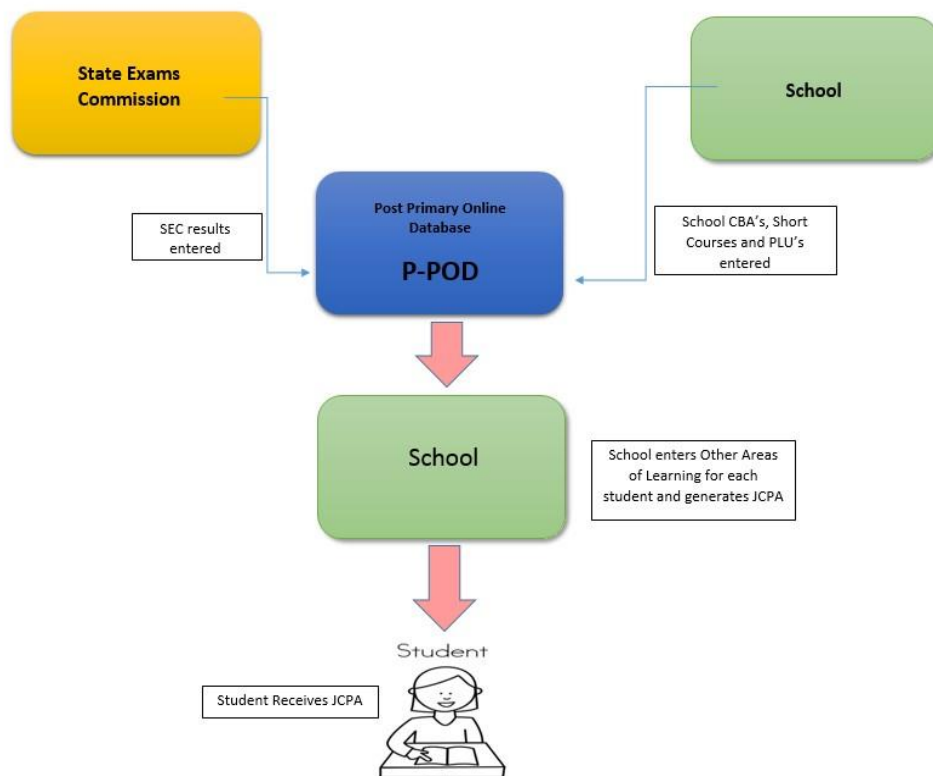 State Exams
Commission
School
Post Primary Online
Database
P-POD
SEC results
entered
School CBA's, Short
Courses and PLU's
entered
School
School enters Other Areas
of Learning for each
student and generates JCPA
Student
Student Receives JCPA